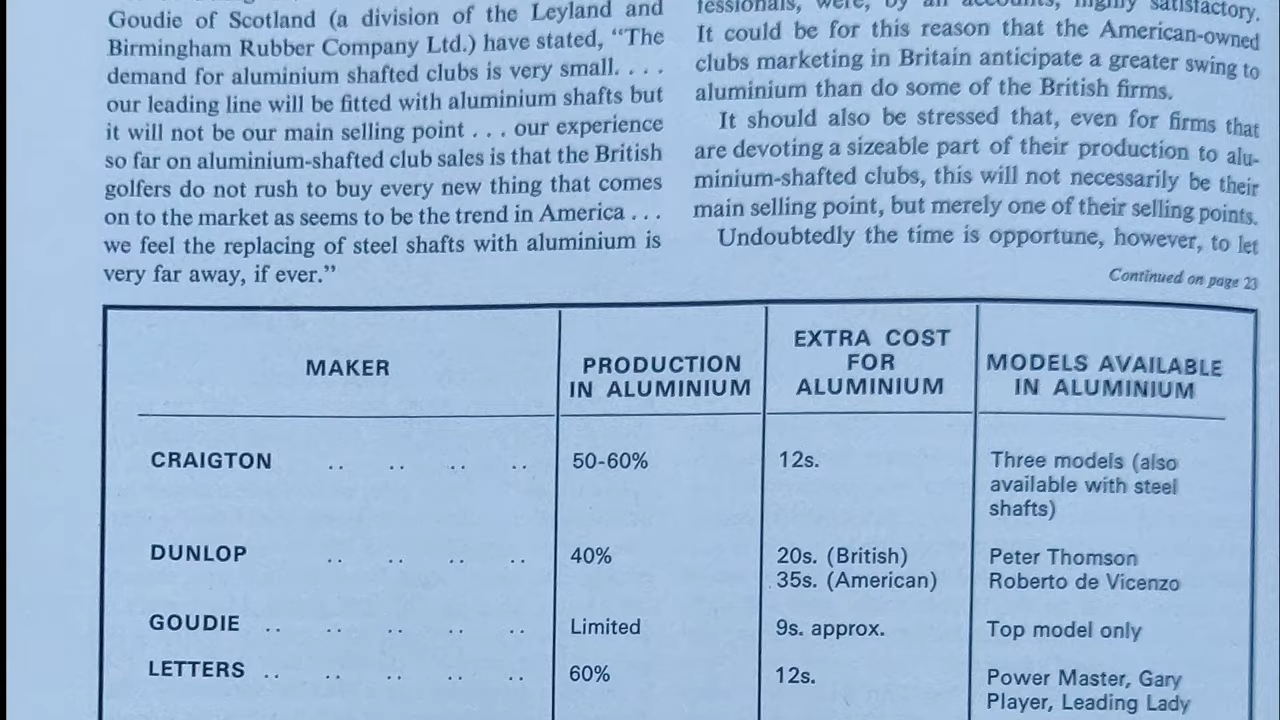 Goudie of Scotland (a division of the Leyland and
Birmingham Rubber Company Ltd.) have stated, “The
demand for aluminium shafted clubs is very small. . . .
our leading line will be fitted with aluminium shafts but
it will not be our main selling point . . . our experience
so far on aluminium-shafted club sales is that the British
golfers do not rush to buy every new thing that comes
on to the market as seems to be the trend in America . . .
we feel the replacing of steel shafts with aluminium is
very far away, if ever.”
fessionals, were, by all accounts, highly satisfactory.
It could be for this reason that the American-owned
clubs marketing in Britain anticipate a greater swing to
aluminium than do some of the British firms.
It should also be stressed that, even for firms that
are devoting a sizeable part of their production to alu-
minium-shafted clubs, this will not necessarily be their
main selling point, but merely one of their selling points.
Undoubtedly the time is opportune, however, to let
Continued on page 23
MAKER
PRODUCTION
IN ALUMINIUM
EXTRA COST
FOR
ALUMINIUM
MODELS AVAILABLE
IN ALUMINIUM
CRAIGTON .. .. .. .. 50-60% 12s. Three models (also
available with steel
shafts)
DUNLOP .. .. .. .. 40% 20s. (British) Peter Thomson
35s. (American) Roberto de Vicenzo
GOUDIE .. .. .. .. .. Limited 9s. approx. Top model only
LETTERS .. .. .. .. .. 60% 12s. Power Master, Gary
Player, Leading Lady